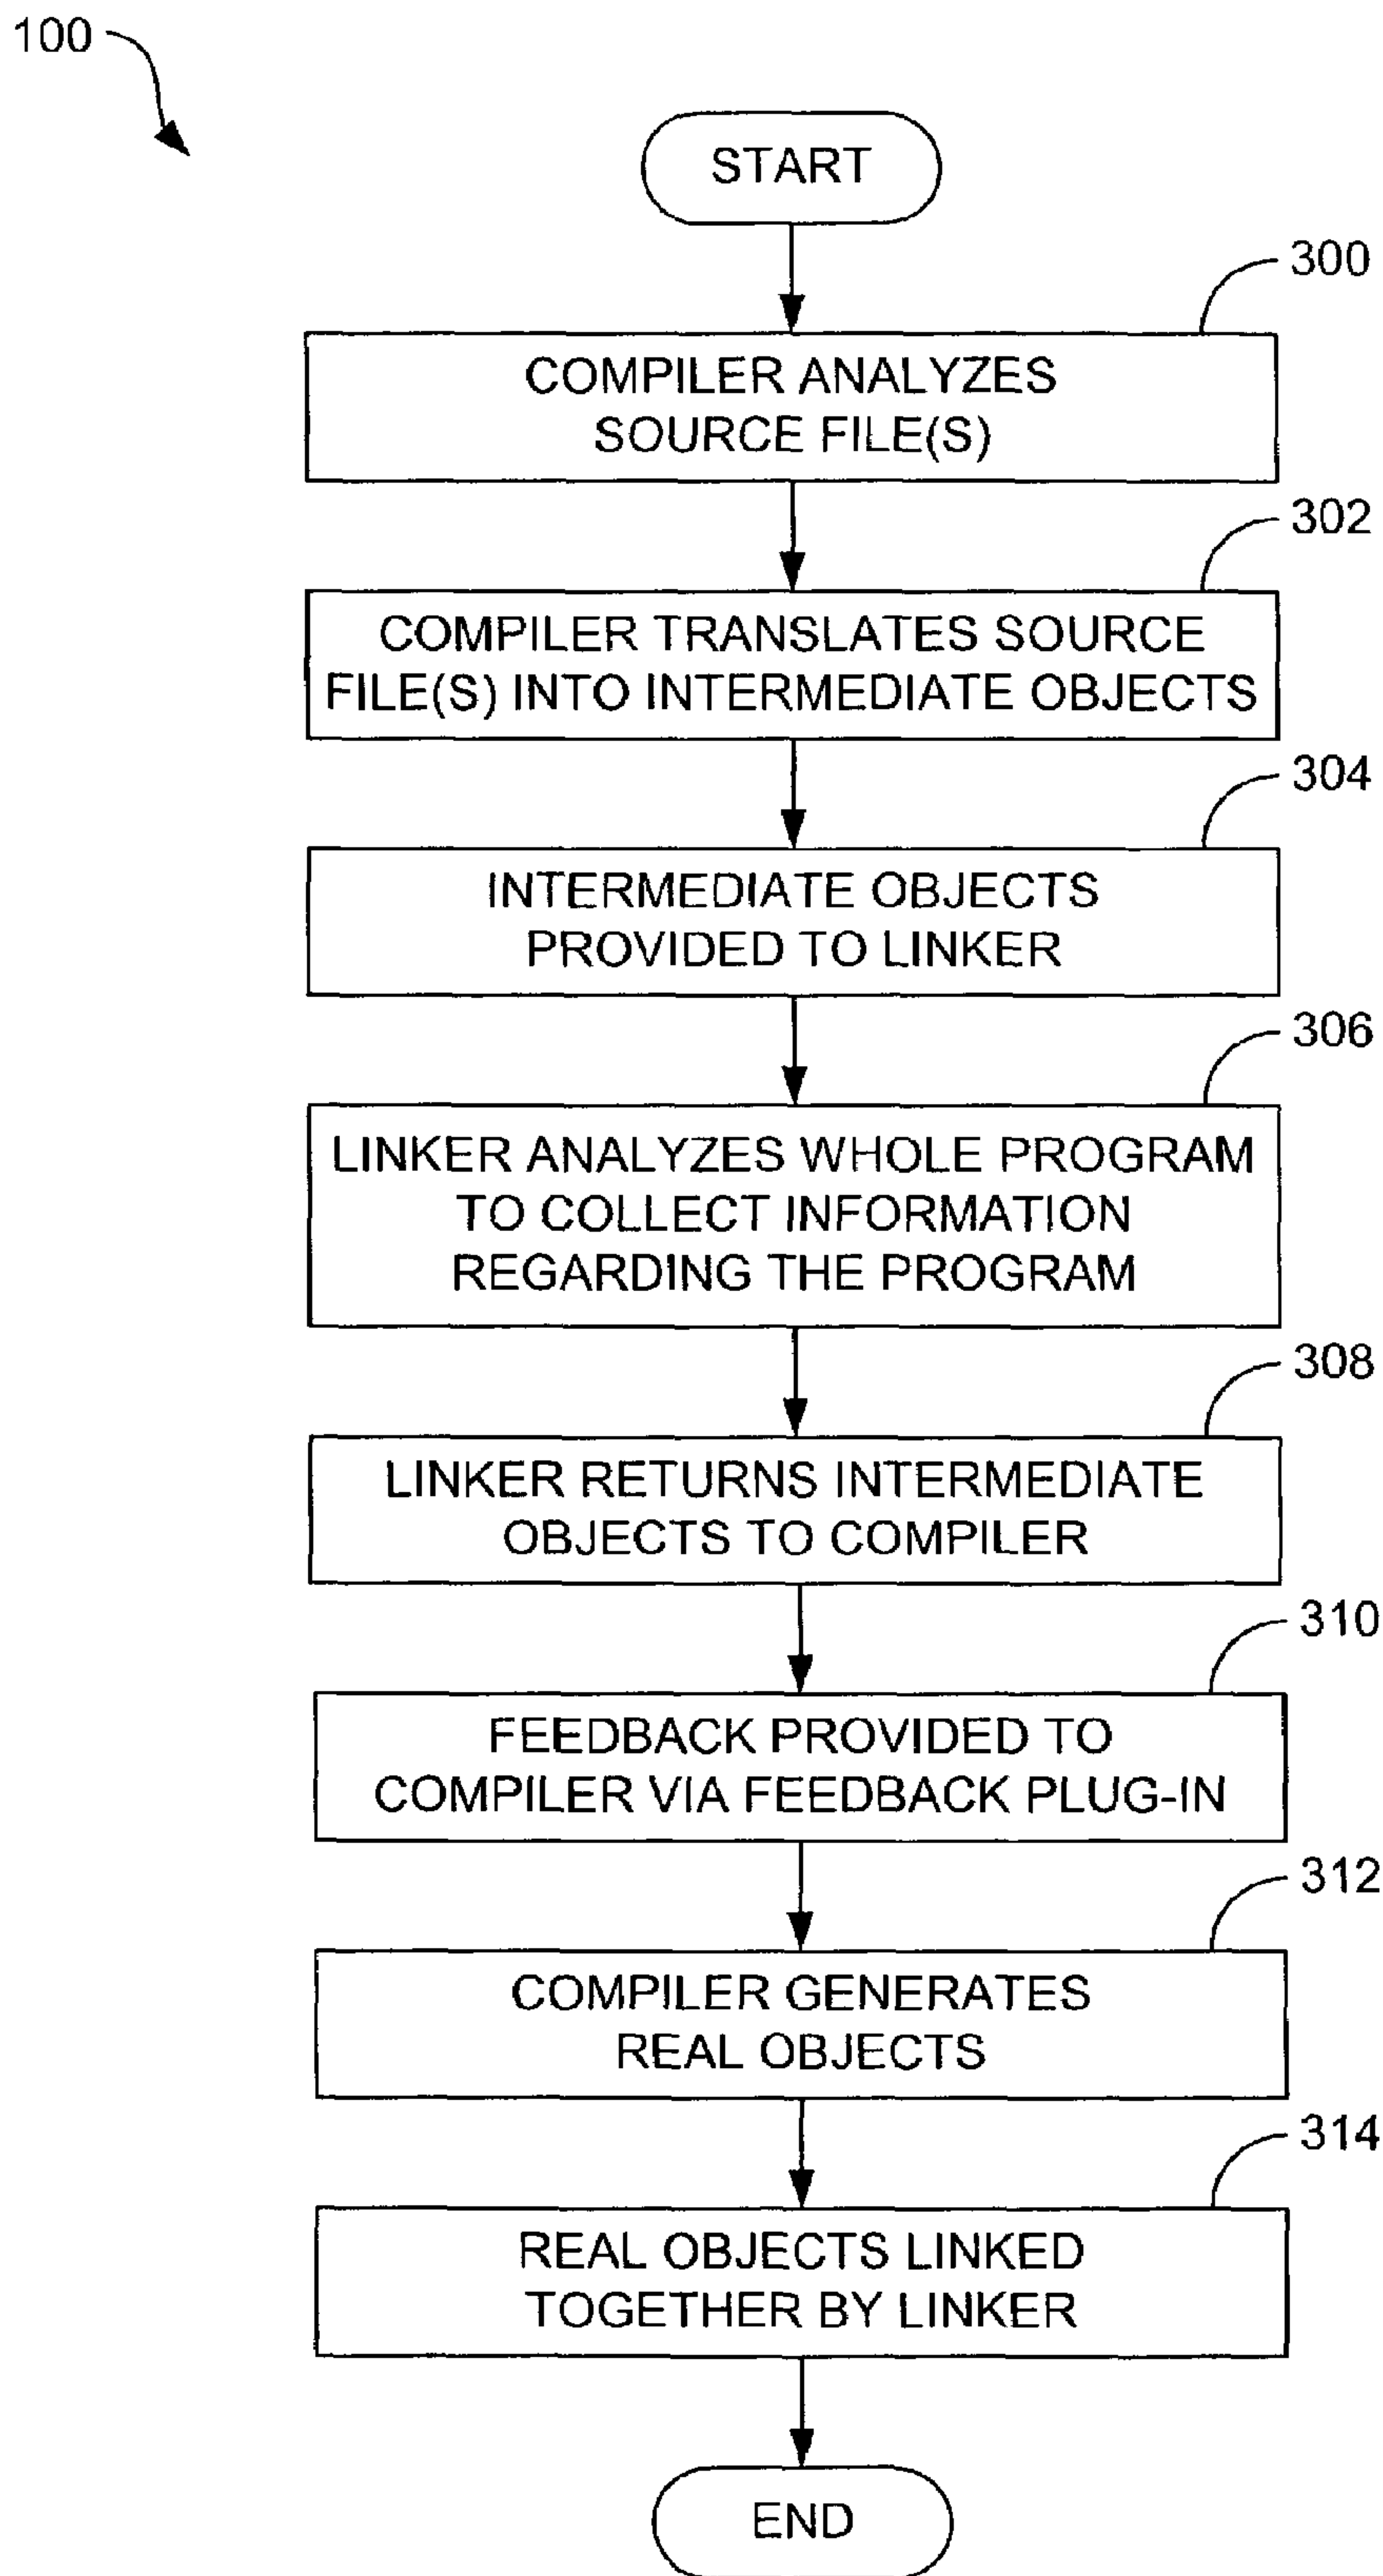 100
START
300
COMPILER ANALYZES
SOURCE FILE(S)
302
COMPILER TRANSLATES SOURCE
FILE(S) INTO INTERMEDIATE OBJECTS
304
INTERMEDIATE OBJECTS
PROVIDED TO LINKER
306
LINKER ANALYZES WHOLE PROGRAM
TO COLLECT INFORMATION
REGARDING THE PROGRAM
308
LINKER RETURNS INTERMEDIATE
OBJECTS TO COMPILER
310
FEEDBACK PROVIDED TO
COMPILER VIA FEEDBACK PLUG-IN
312
COMPILER GENERATES
REAL OBJECTS
314
REAL OBJECTS LINKED
TOGETHER BY LINKER
END